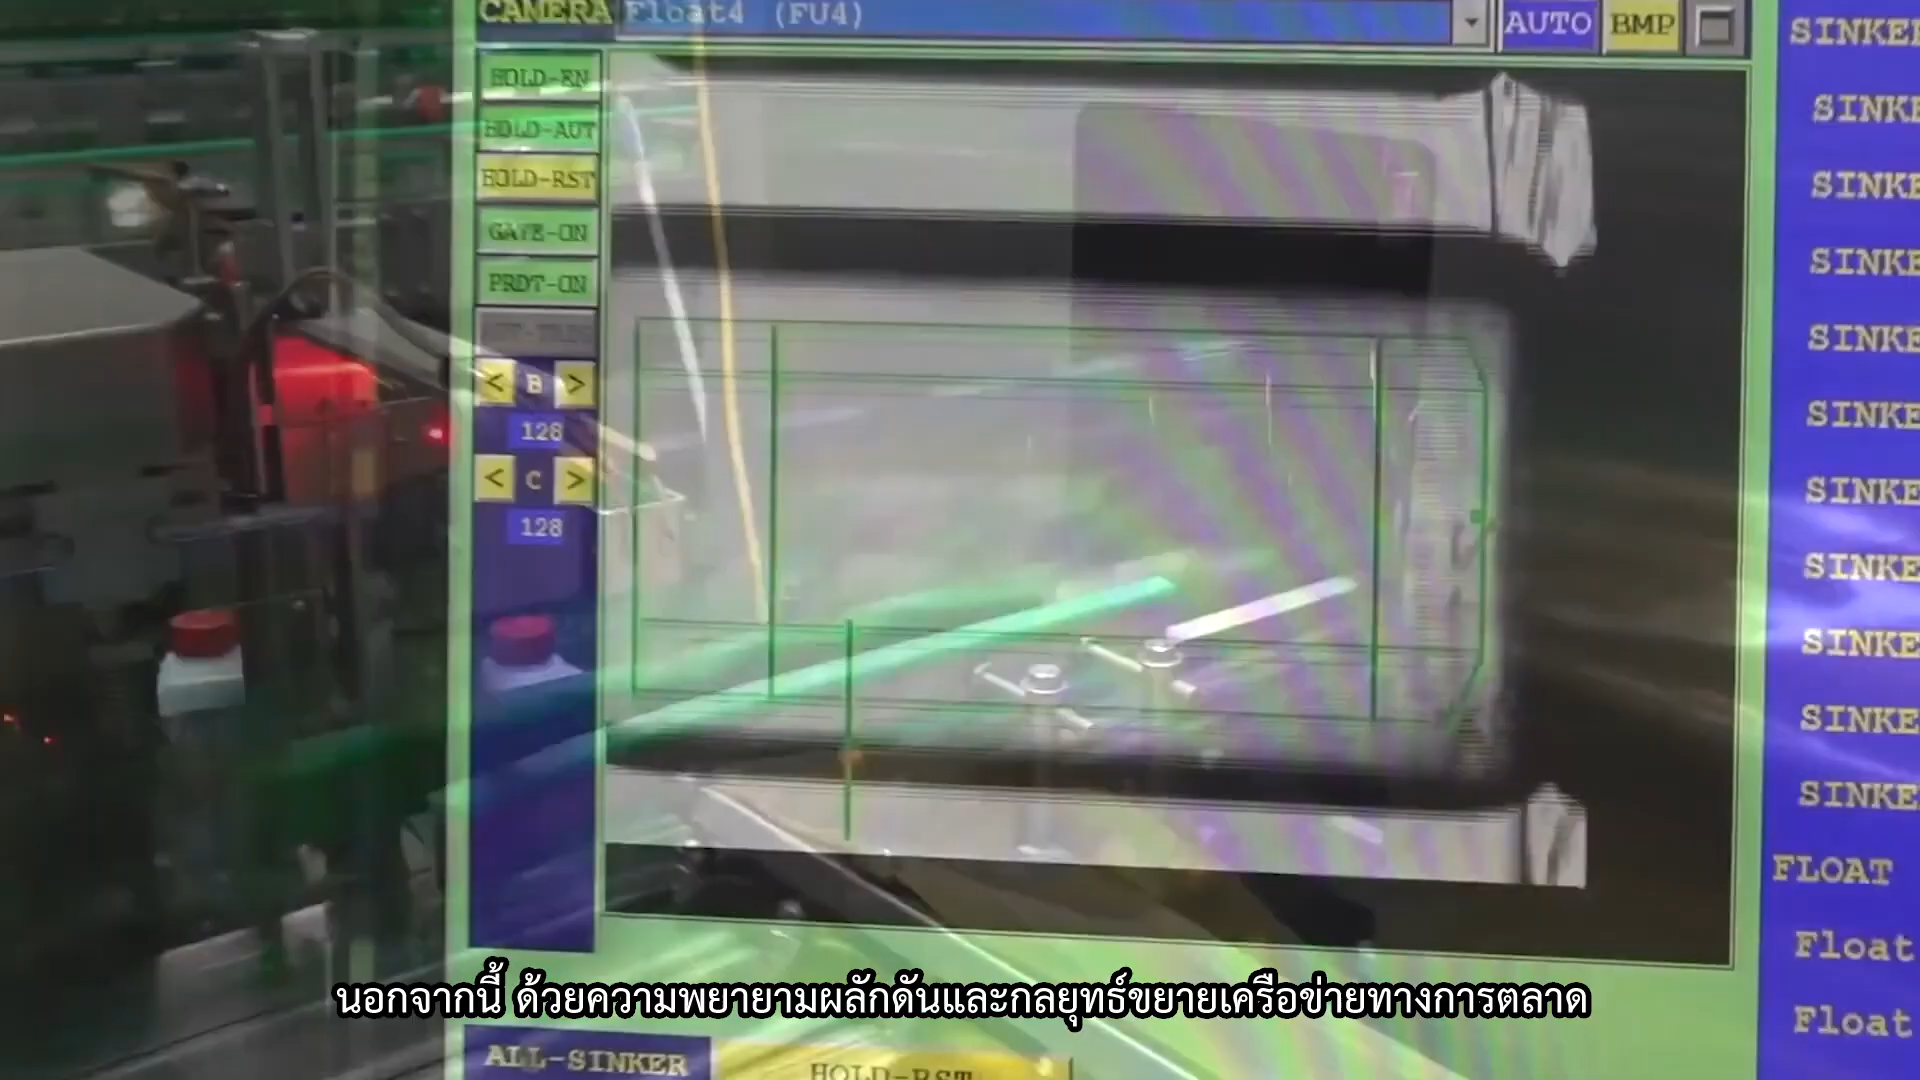 CAMERA Float4 (FU4) AUTO BMP
HOLD-EN
HOLD-AUT
HOLD-RST
GATE-ON
PRDT-ON
< B >
128
< C >
128
SINKER
SINKE
SINKE
SINKE
SINKE
SINKE
SINKE
SINKE
SINKE
SINKE
SINKE
FLOAT
Float
Float
นอกจากนี้ ด้วยความพยายามผลักดันและกลยุทธ์ขยายเครือข่ายทางการตลาด
ALL-SINKER
HOLD-RST